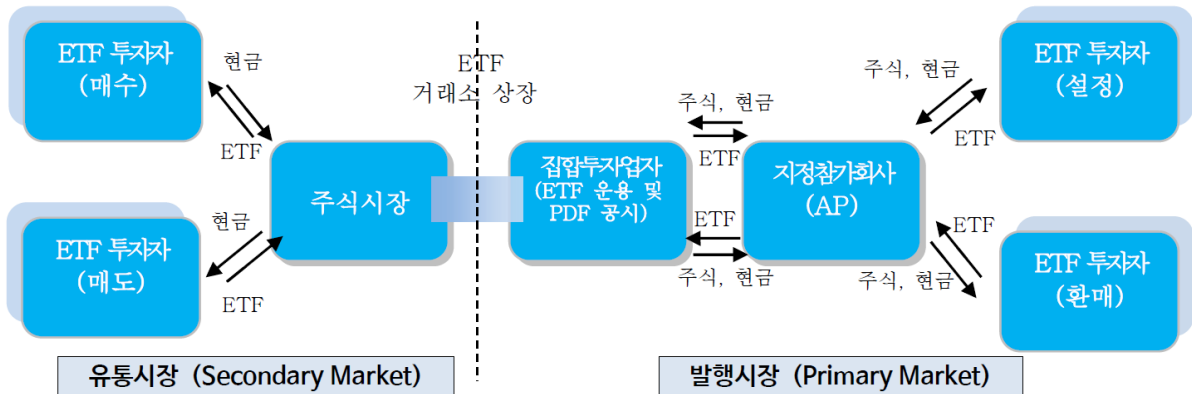 ETF 투자자
(매수)
현금
ETF
ETF
거래소 상장
주식시장
현금
ETF
ETF 투자자
(매도)
유통시장 (Secondary Market)
주식, 현금
ETF
집합투자업자
(ETF 운용 및
PDF 공시)
ETF
주식, 현금
지정참가회사
(AP)
주식, 현금
ETF
ETF 투자자
(설정)
ETF
주식, 현금
ETF 투자자
(환매)
발행시장 (Primary Market)